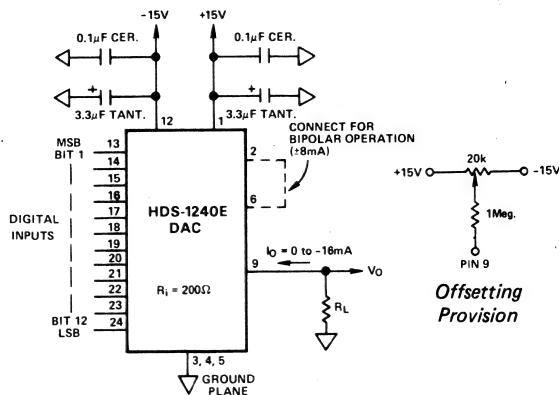 -15V +15V
0.1μF CER. 0.1μF CER.
+ +
3.3μF TANT. 3.3μF TANT.
12 1
CONNECT FOR
BIPOLAR OPERATION
(±8mA)
MSB
BIT 1
13
14
15
16
17
18
19
20
21
22
23
24
DIGITAL
INPUTS
BIT 12
LSB
HDS-1240E
DAC
Ri = 200Ω
2
6
9
IO = 0 to -16mA
VO
RL
3, 4, 5
GROUND
PLANE
20k
+15V -15V
1Meg.
PIN 9
Offsetting
Provision